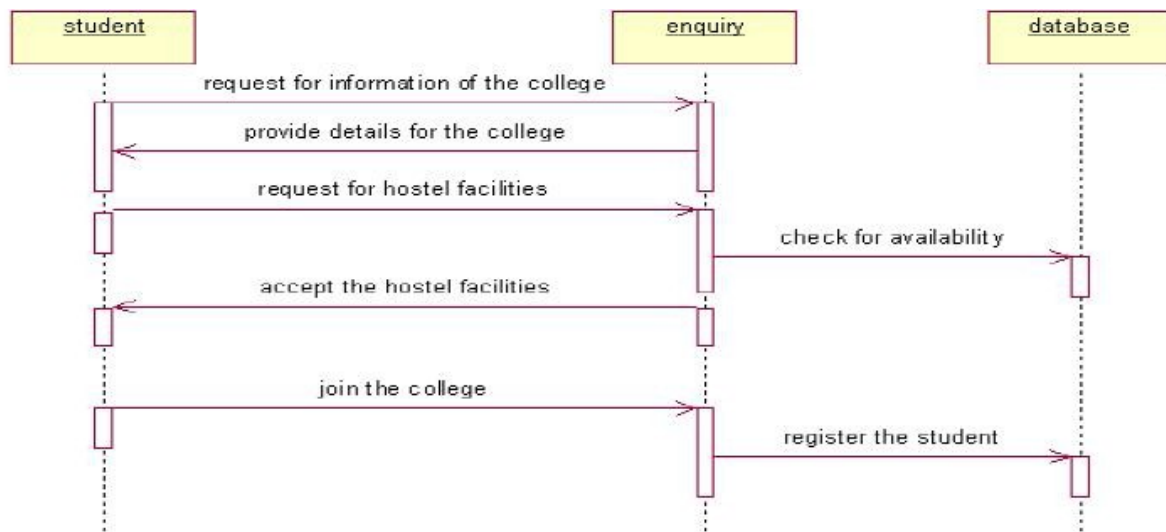 student
enquiry
database
request for information of the college
provide details for the college
request for hostel facilities
check for availability
accept the hostel facilities
join the college
register the student